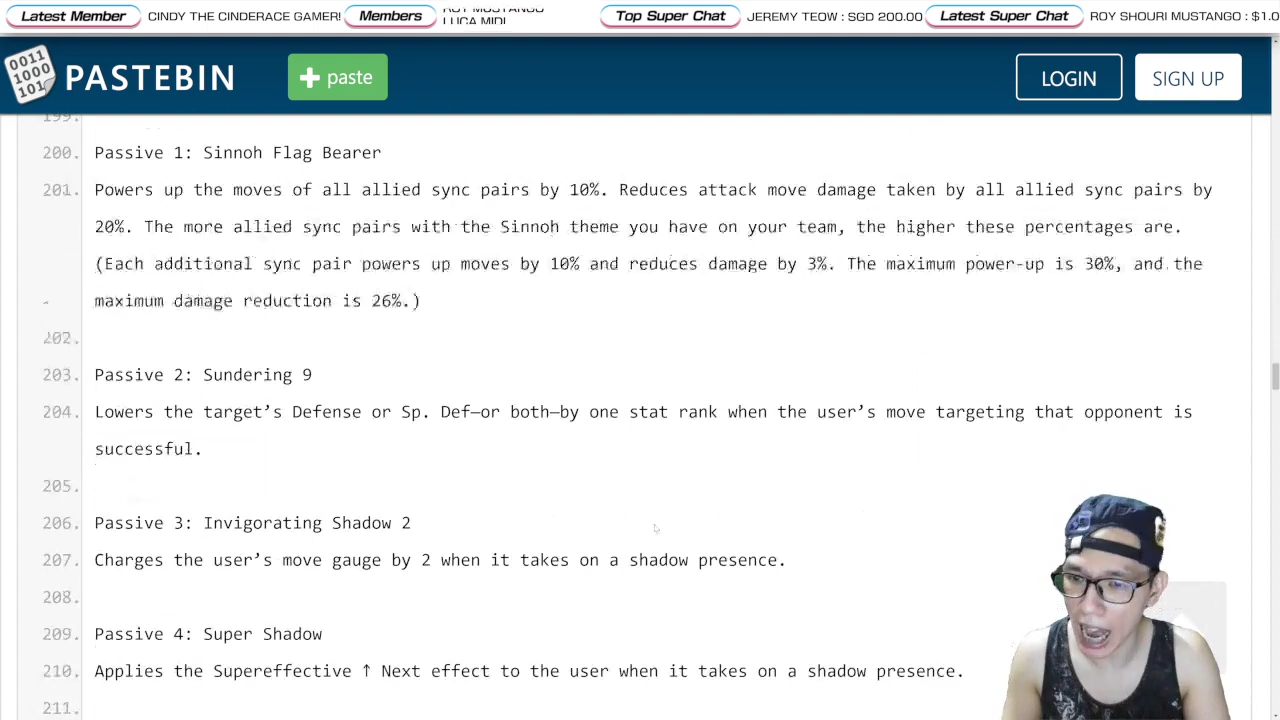 Latest Member
CINDY THE CINDERACE GAMER!
Members
LUCA MIDI
Top Super Chat
JEREMY TEOW : SGD 200.00
Latest Super Chat
ROY SHOURI MUSTANGO : $1.0
0011
1000
101
PASTEBIN
+ paste
LOGIN
SIGN UP
199.
200. Passive 1: Sinnoh Flag Bearer
201. Powers up the moves of all allied sync pairs by 10%. Reduces attack move damage taken by all allied sync pairs by
20%. The more allied sync pairs with the Sinnoh theme you have on your team, the higher these percentages are.
(Each additional sync pair powers up moves by 10% and reduces damage by 3%. The maximum power-up is 30%, and the
maximum damage reduction is 26%.)
202.
203. Passive 2: Sundering 9
204. Lowers the target’s Defense or Sp. Def—or both—by one stat rank when the user’s move targeting that opponent is
successful.
205.
206. Passive 3: Invigorating Shadow 2
207. Charges the user’s move gauge by 2 when it takes on a shadow presence.
208.
209. Passive 4: Super Shadow
210. Applies the Supereffective ↑ Next effect to the user when it takes on a shadow presence.
211.